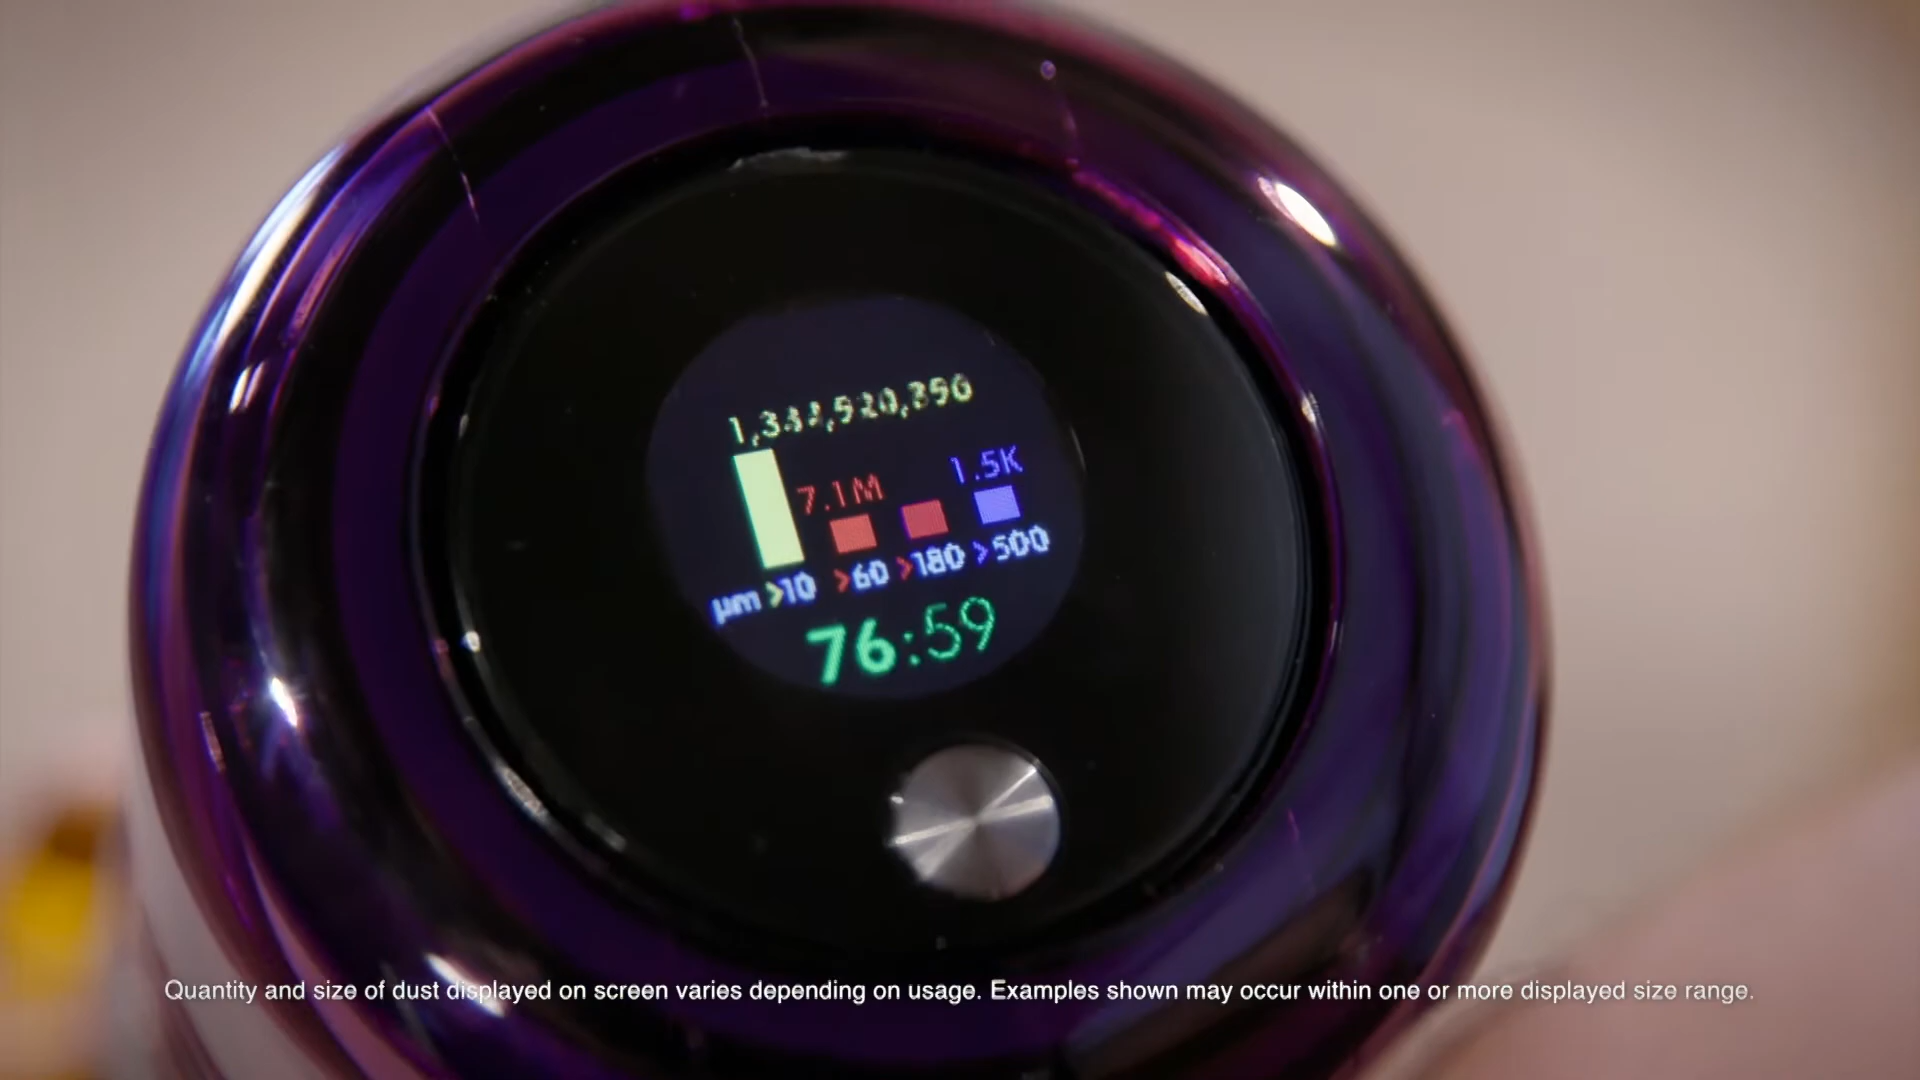 7.1M
1.5K
µm >10 >60 >180 >500
76:59
Quantity and size of dust displayed on screen varies depending on usage. Examples shown may occur within one or more displayed size range.